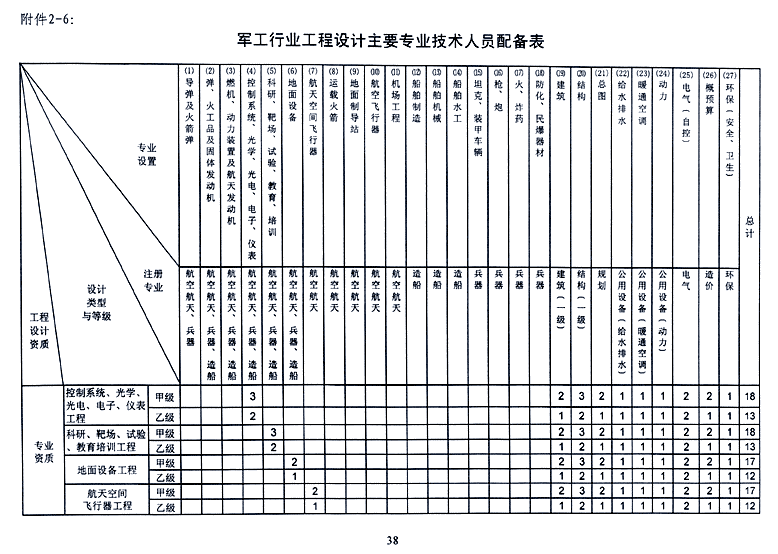 附件2-6：
军工行业工程设计主要专业技术人员配备表
专业设置
注册专业
设计类型与等级
工程设计资质
(1) 导弹及火箭弹
(2) 弹、火工品及固体发动机
(3) 燃机、动力装置及航天发动机
(4) 控制系统、光学、光电、电子、仪表
(5) 科研、靶场、试验、教育、培训
(6) 地面设备
(7) 航天空间飞行器
(8) 运载火箭
(9) 地面制导站
(10) 航空飞行器
(11) 机场工程
(12) 船舶制造
(13) 船舶机械
(14) 船舶水工
(15) 坦克、装甲车辆
(16) 枪、炮
(17) 火、炸药
(18) 防化、民爆器材
(19) 建筑
(20) 结构
(21) 总图
(22) 给水排水
(23) 暖通空调
(24) 动力
(25) 电气（自控）
(26) 概预算
(27) 环保（安全、卫生）
总计
航空航天、兵器
航空航天、兵器、造船
航空航天、兵器、造船
航空航天、兵器、造船
航空航天、兵器、造船
航空航天、兵器、造船
航空航天
航空航天
航空航天
航空航天
航空航天
造船
造船
造船
兵器
兵器
兵器
兵器
建筑（一级）
结构（一级）
规划
公用设备（给水排水）
公用设备（暖通空调）
公用设备（动力）
电气
造价
环保
专业资质
控制系统、光学、光电、电子、仪表工程
甲级 3 2 3 2 1 1 1 2 2 1 18
乙级 2 1 2 1 1 1 1 2 1 1 13
科研、靶场、试验、教育培训工程
甲级 3 2 3 2 1 1 1 2 2 1 18
乙级 2 1 2 1 1 1 1 2 1 1 13
地面设备工程
甲级 2 2 3 2 1 1 1 2 2 1 17
乙级 1 1 2 1 1 1 1 2 1 1 12
航天空间飞行器工程
甲级 2 2 3 2 1 1 1 2 2 1 17
乙级 1 1 2 1 1 1 1 2 1 1 12
38